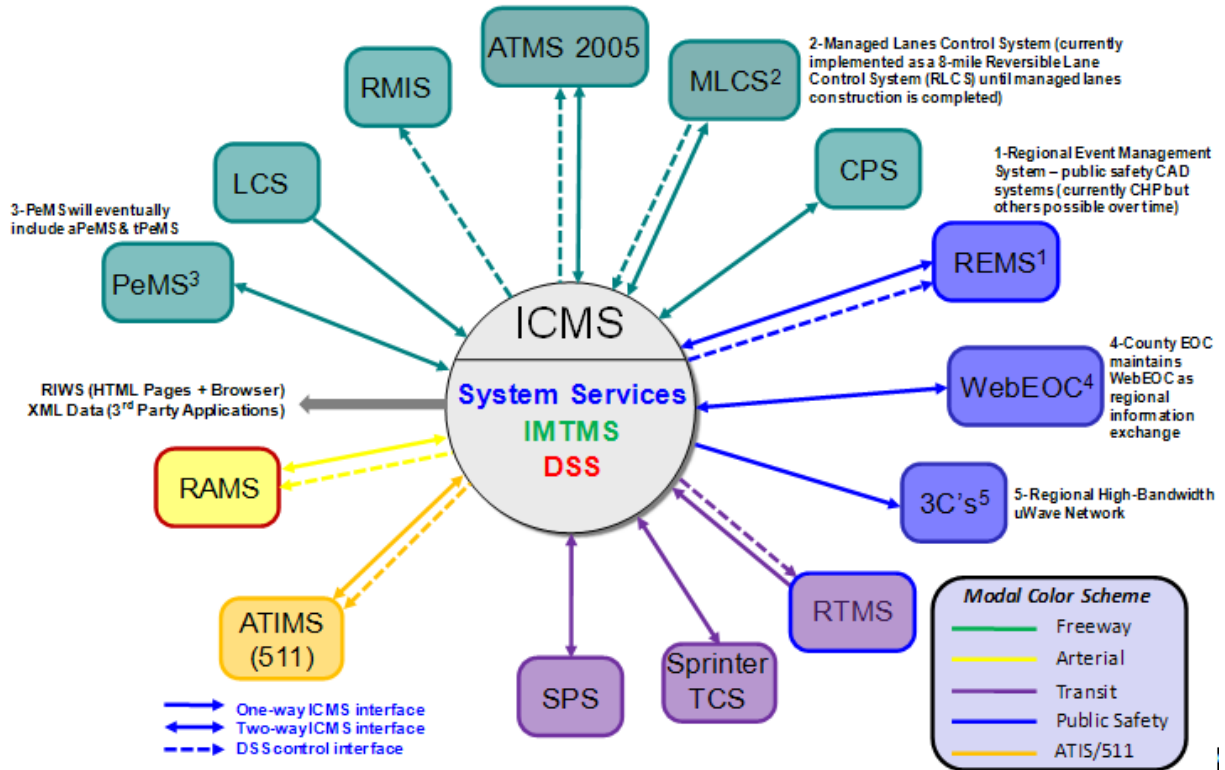 ATMS 2005
RMIS
MLCS2
2-Managed Lanes Control System (currently
implemented as a 8-mile Reversible Lane
Control System (RLCS) until managed lanes
construction is completed)
LCS
CPS
1-Regional Event Management
System – public safety CAD
systems (currently CHP but
others possible over time)
3-PeMS will eventually
include aPeMS & tPeMS
PeMS3
REMS1
ICMS
System Services
IMTMS
DSS
RIWS (HTML Pages + Browser)
XML Data (3rd Party Applications)
WebEOC4
4-County EOC
maintains
WebEOC as
regional
information
exchange
RAMS
3C's5
5-Regional High-Bandwidth
uWave Network
ATIMS
(511)
SPS
Sprinter
TCS
RTMS
One-way ICMS interface
Two-way ICMS interface
DSS control interface
Modal Color Scheme
Freeway
Arterial
Transit
Public Safety
ATIS/511